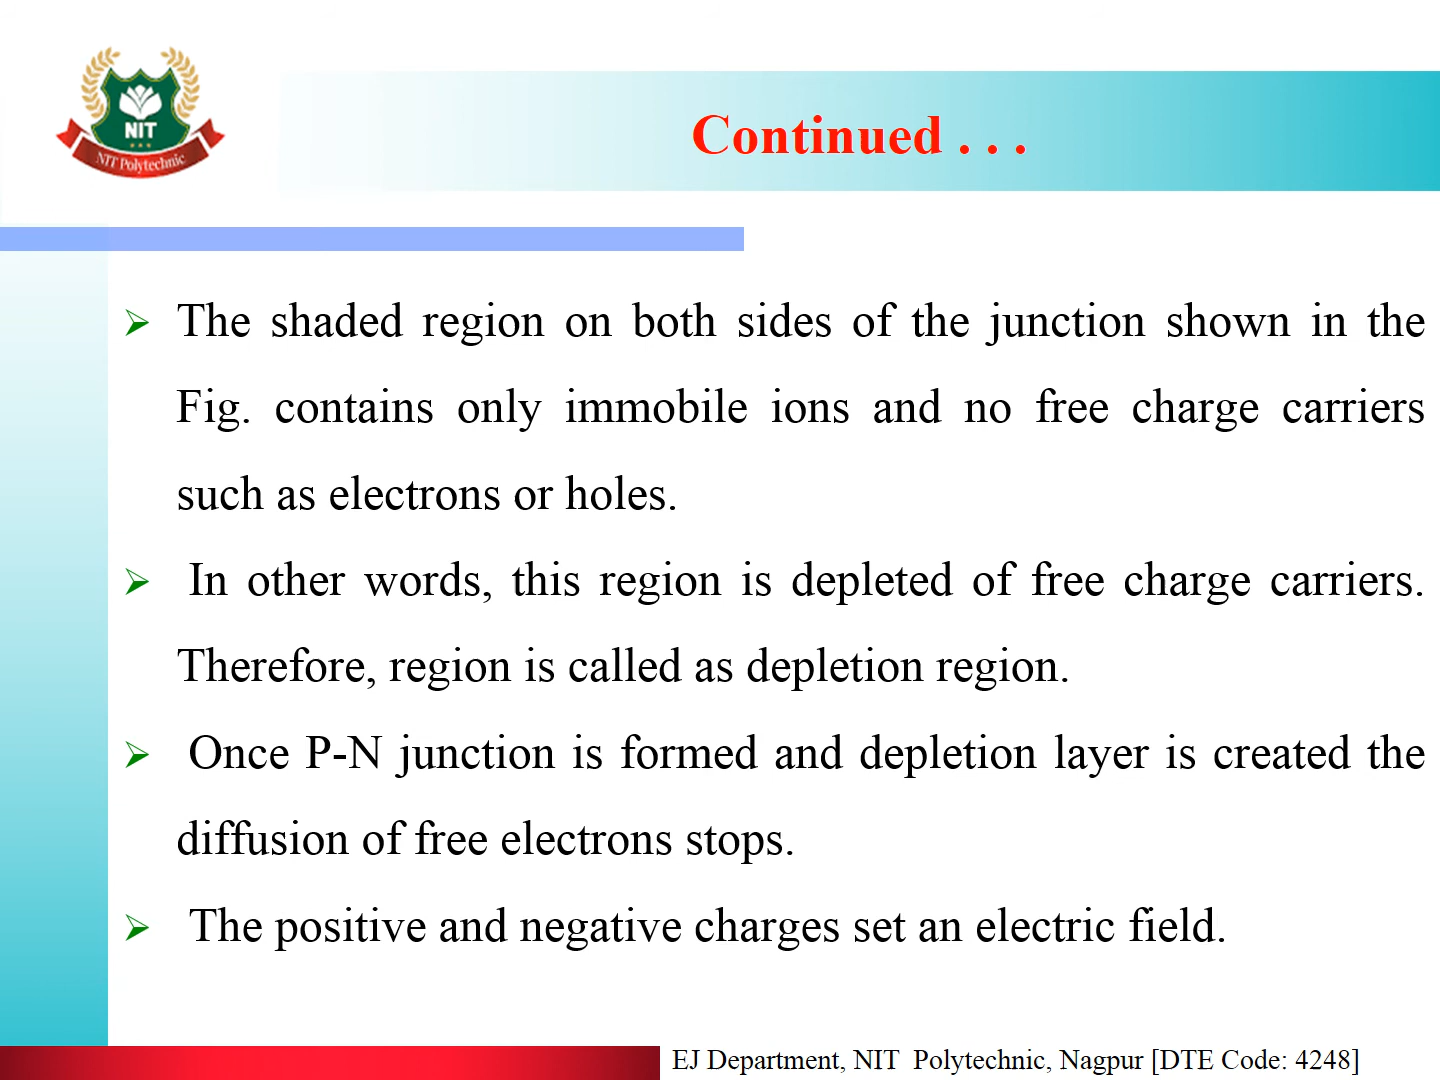 NIT
NIT Polytechnic
Continued . . .
The shaded region on both sides of the junction shown in the
Fig. contains only immobile ions and no free charge carriers
such as electrons or holes.
In other words, this region is depleted of free charge carriers.
Therefore, region is called as depletion region.
Once P-N junction is formed and depletion layer is created the
diffusion of free electrons stops.
The positive and negative charges set an electric field.
EJ Department, NIT Polytechnic, Nagpur [DTE Code: 4248]